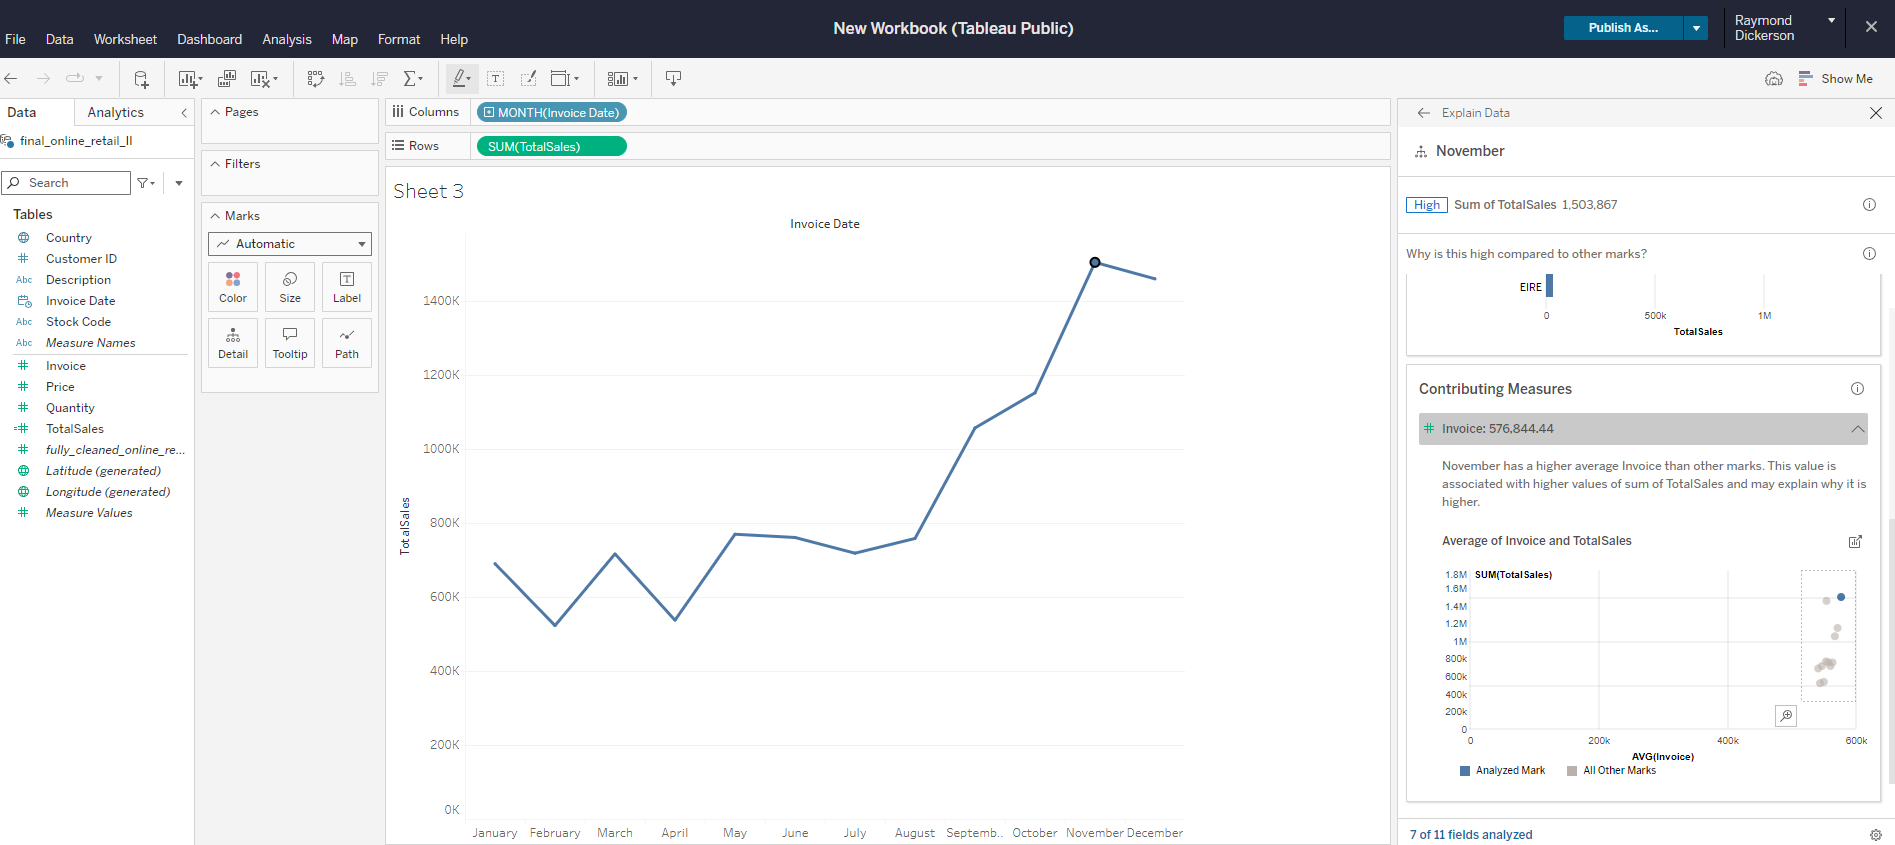 New Workbook (Tableau Public)
File Data Worksheet Dashboard Analysis Map Format Help
Publish As...
Raymond
Dickerson
Show Me
Data Analytics
final_online_retail_II
Search
Tables
Country
Customer ID
Abc Description
Invoice Date
Abc Stock Code
Abc Measure Names
Invoice
Price
Quantity
TotalSales
fully_cleaned_online_re...
Latitude (generated)
Longitude (generated)
Measure Values
Pages
Filters
Marks
Automatic
Color Size Label
Detail Tooltip Path
Columns MONTH(Invoice Date)
Rows SUM(TotalSales)
Sheet 3
Invoice Date
1400K
1200K
1000K
800K
600K
400K
200K
0K
TotalSales
January February March April May June July August Septemb.. October November December
Explain Data
November
High Sum of TotalSales 1,503,867
Why is this high compared to other marks?
EIRE
0 500k 1M
TotalSales
Contributing Measures
Invoice: 576,844.44
November has a higher average Invoice than other marks. This value is
associated with higher values of sum of TotalSales and may explain why it is
higher.
Average of Invoice and TotalSales
SUM(TotalSales)
1.8M
1.6M
1.4M
1.2M
1M
800k
600k
400k
200k
0
0 200k 400k 600k
AVG(Invoice)
Analyzed Mark All Other Marks
7 of 11 fields analyzed